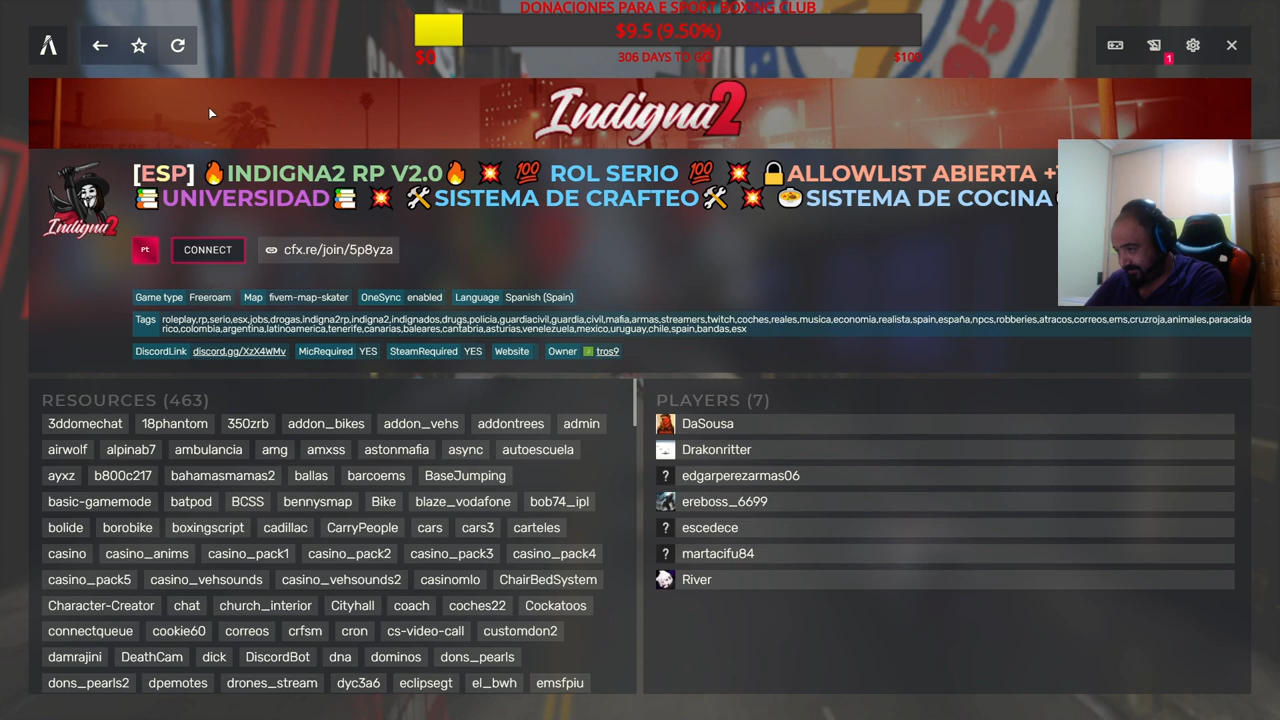 DONACIONES PARA E SPORT BOXING CLUB
$9.5 (9.50%)
$0
306 DAYS TO GO
$100
1
Indigna2
[ESP] 🔥INDIGNA2 RP V2.0🔥 💥 💯 ROL SERIO 💯 💥 🔒ALLOWLIST ABIERTA
📚UNIVERSIDAD📚 💥 🛠SISTEMA DE CRAFTEO🛠 💥 🍲SISTEMA DE COCINA
Indigna2
Pt
CONNECT
cfx.re/join/5p8yza
Game type Freeroam Map fivem-map-skater OneSync enabled Language Spanish (Spain)
Tags roleplay,rp,serio,esx,jobs,drogas,indigna2rp,indigna2,indignados,drugs,policia,guardiacivil,guardia,civil,mafia,armas,streamers,twitch,coches,reales,musica,economia,realista,spain,españa,npcs,robberies,atracos,correos,ems,cruzroja,animales,paracaida
rico,colombia,argentina,latinoamerica,tenerife,canarias,baleares,cantabria,asturias,venelezuela,mexico,uruguay,chile,spain,bandas,esx
DiscordLink discord.gg/XzX4WMv MicRequired YES SteamRequired YES Website Owner tros9
RESOURCES (463)
3ddomechat 18phantom 350zrb addon_bikes addon_vehs addontrees admin
airwolf alpinab7 ambulancia amg amxss astonmafia async autoescuela
ayxz b800c217 bahamasmamas2 ballas barcoems BaseJumping
basic-gamemode batpod BCSS bennysmap Bike blaze_vodafone bob74_ipl
bolide borobike boxingscript cadillac CarryPeople cars cars3 carteles
casino casino_anims casino_pack1 casino_pack2 casino_pack3 casino_pack4
casino_pack5 casino_vehsounds casino_vehsounds2 casinomlo ChairBedSystem
Character-Creator chat church_interior Cityhall coach coches22 Cockatoos
connectqueue cookie60 correos crfsm cron cs-video-call customdon2
damrajini DeathCam dick DiscordBot dna dominos dons_pearls
dons_pearls2 dpemotes drones_stream dyc3a6 eclipsegt el_bwh emsfpiu
PLAYERS (7)
DaSousa
Drakonritter
edgarperezarmas06
ereboss_6699
escedece
martacifu84
River